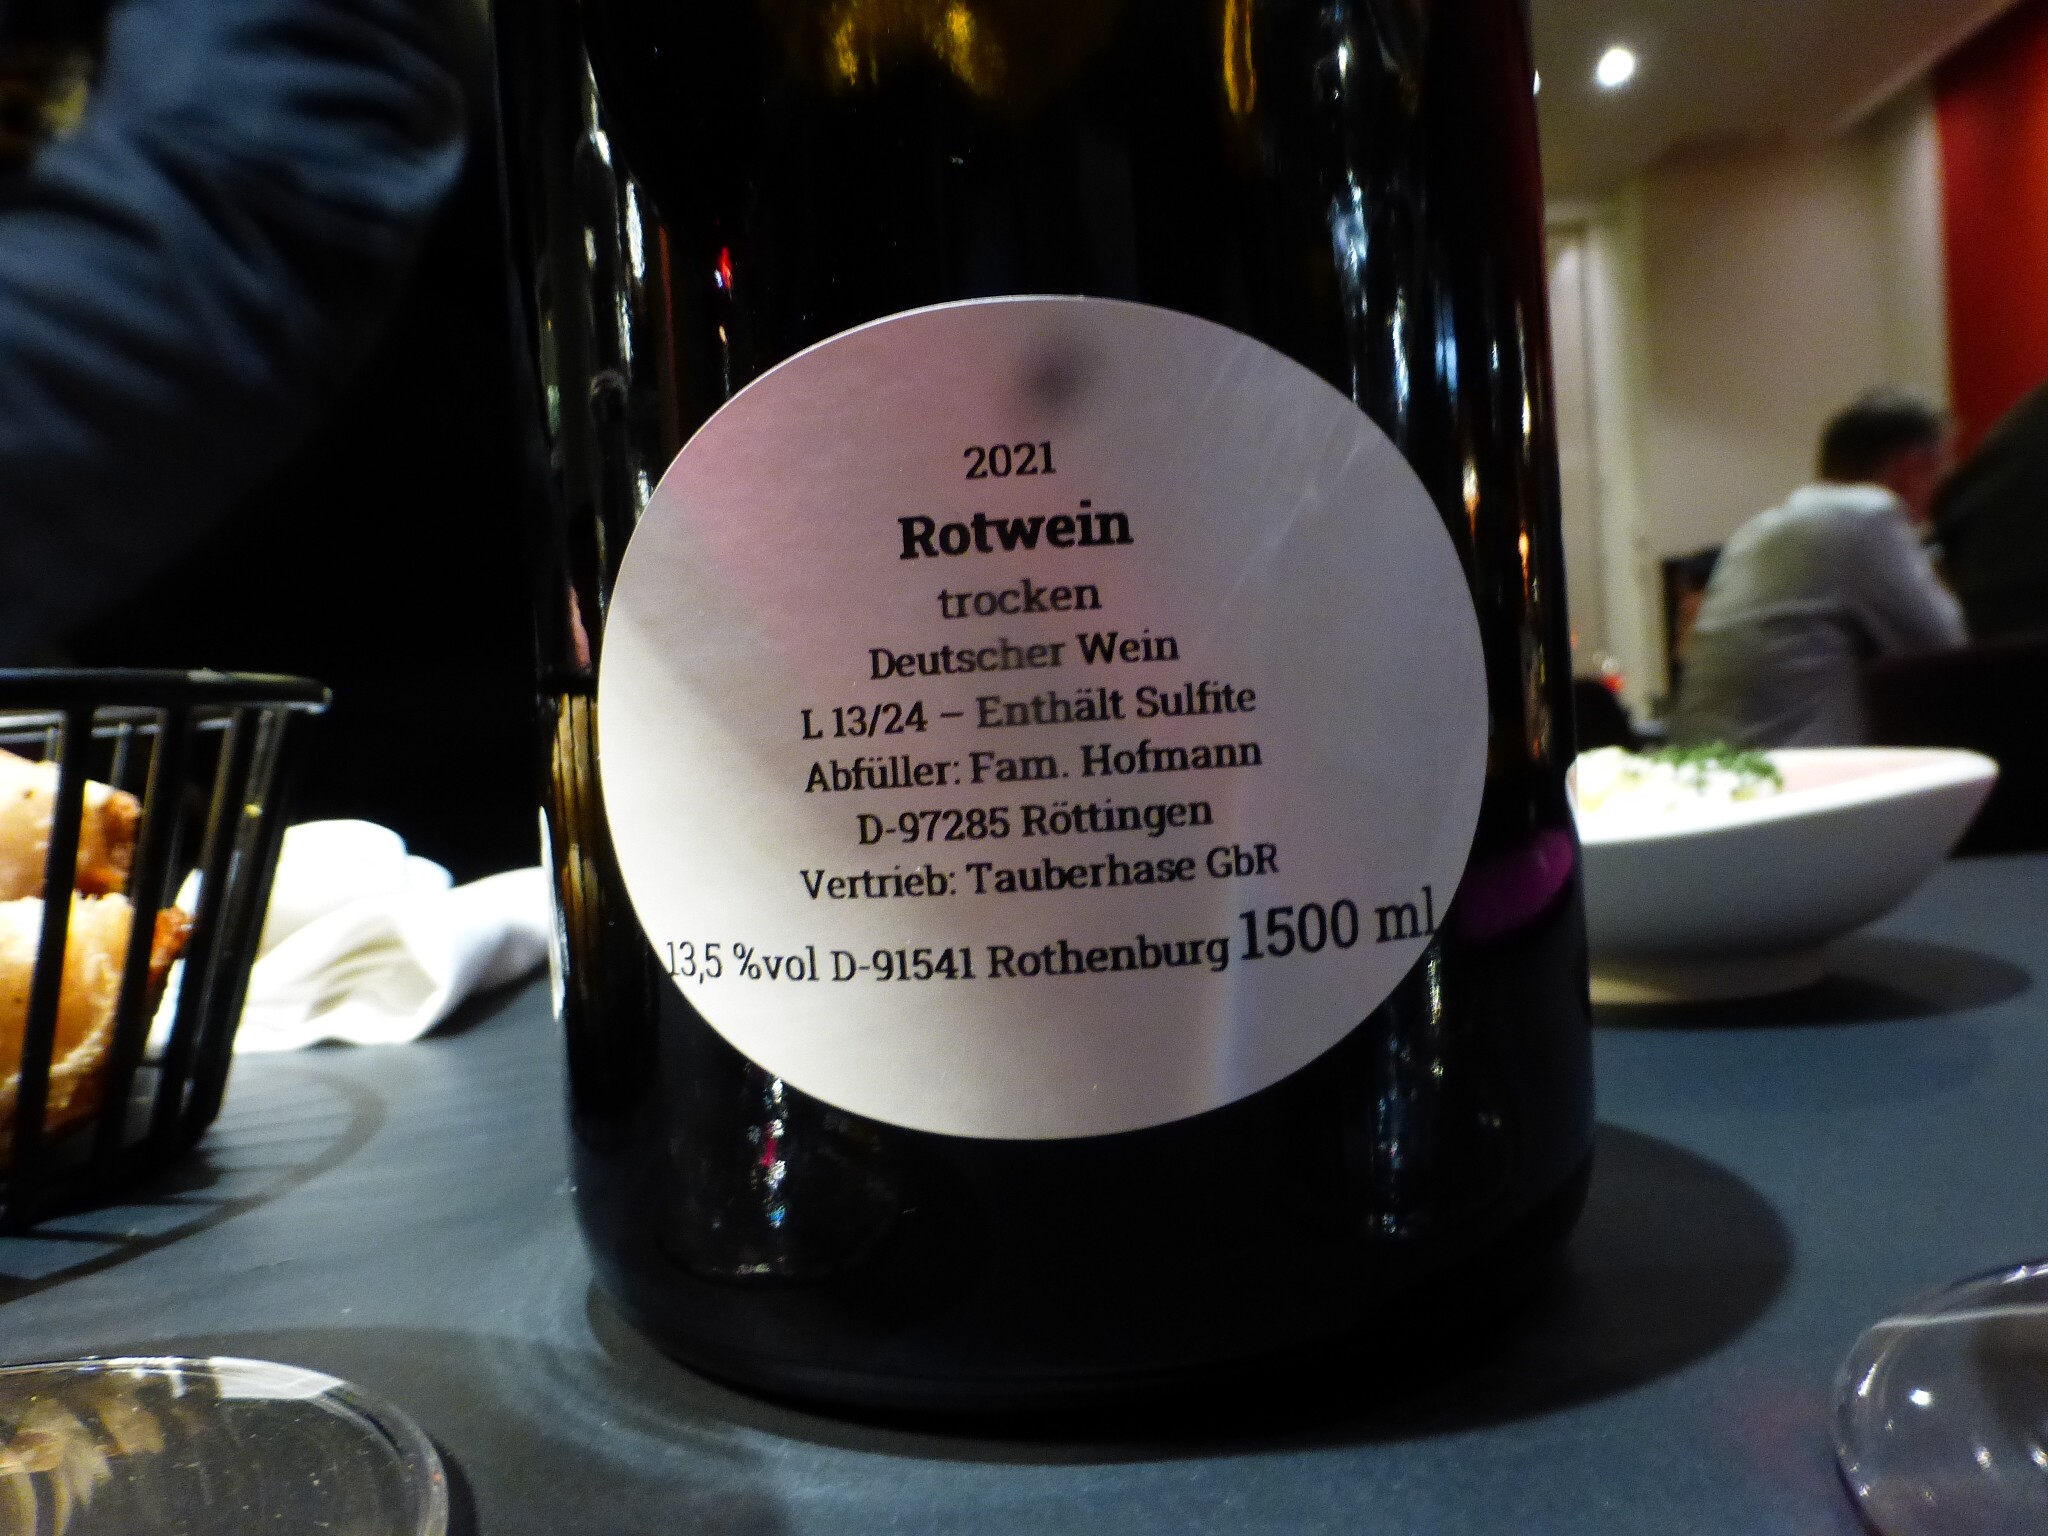 2021
Rotwein
trocken
Deutscher Wein
L 13/24 – Enthält Sulfite
Abfüller: Fam. Hofmann
D-97285 Röttingen
Vertrieb: Tauberhase GbR
13,5 %vol D-91541 Rothenburg 1500 ml